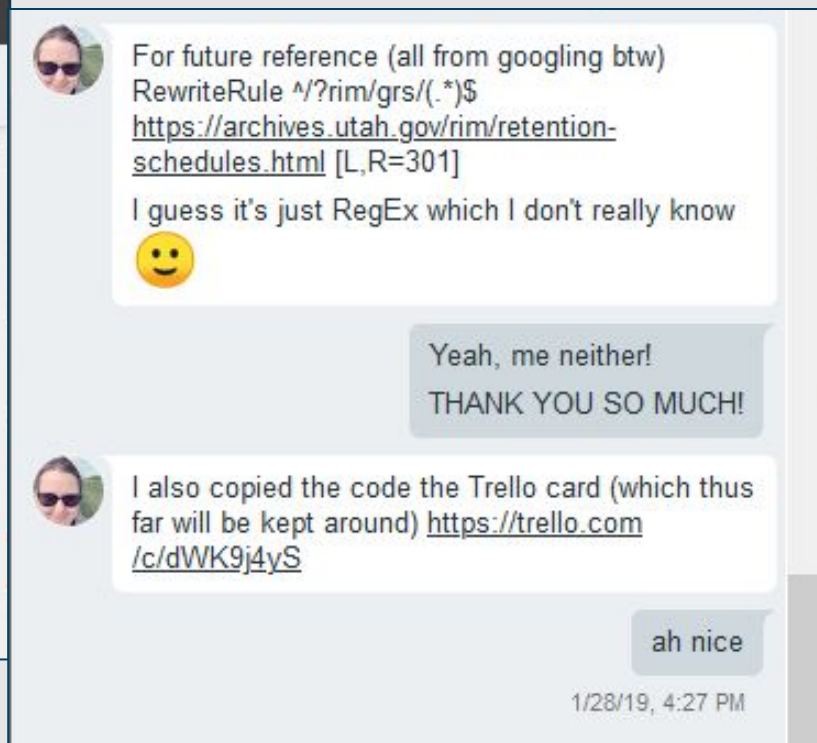 For future reference (all from googling btw)
RewriteRule ^/?rim/grs/(.*)$
https://archives.utah.gov/rim/retention-
schedules.html [L,R=301]
I guess it's just RegEx which I don't really know
Yeah, me neither!
THANK YOU SO MUCH!
I also copied the code the Trello card (which thus
far will be kept around) https://trello.com
/c/dWK9j4yS
ah nice
1/28/19, 4:27 PM